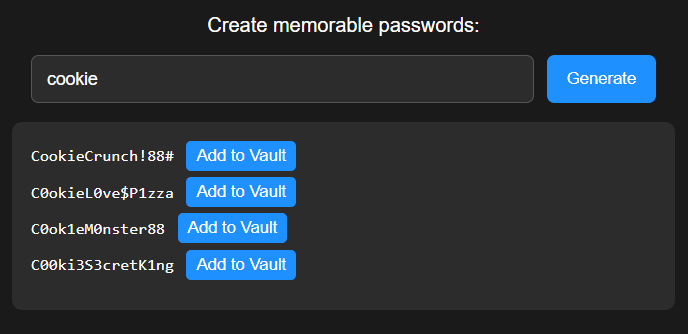 Create memorable passwords:
cookie Generate
CookieCrunch!88# Add to Vault
C0okieL0ve$P1zza Add to Vault
C0ok1eM0nster88 Add to Vault
C00ki3S3cretK1ng Add to Vault